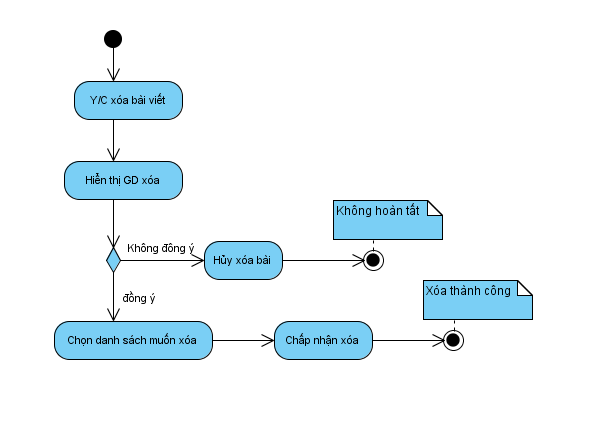 Y/C xóa bài viết
Hiển thị GD xóa
Không hoàn tất
Không đông ý
Hủy xóa bài
Xóa thành công
đồng ý
Chọn danh sách muốn xóa
Chấp nhận xóa